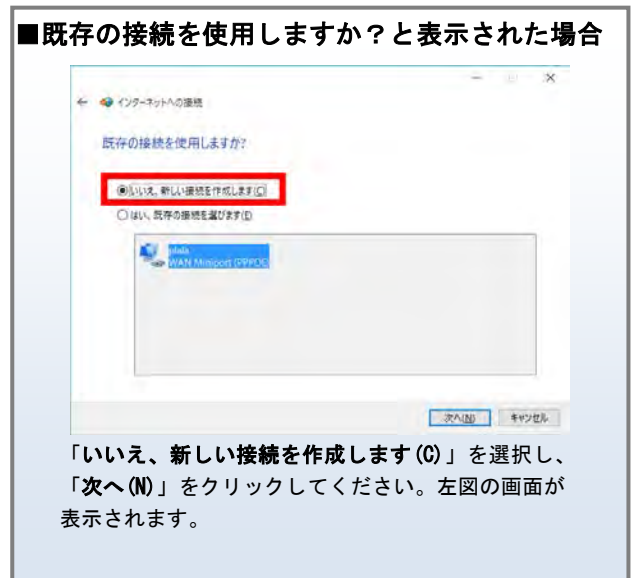 ■既存の接続を使用しますか？と表示された場合
インターネットへの接続
既存の接続を使用しますか?
いいえ、新しい接続を作成します(C)
はい、既存の接続を選びます(E)
plala
WAN Miniport (PPPOE)
次へ(N) キャンセル
「いいえ、新しい接続を作成します(C)」を選択し、
「次へ(N)」をクリックしてください。左図の画面が
表示されます。